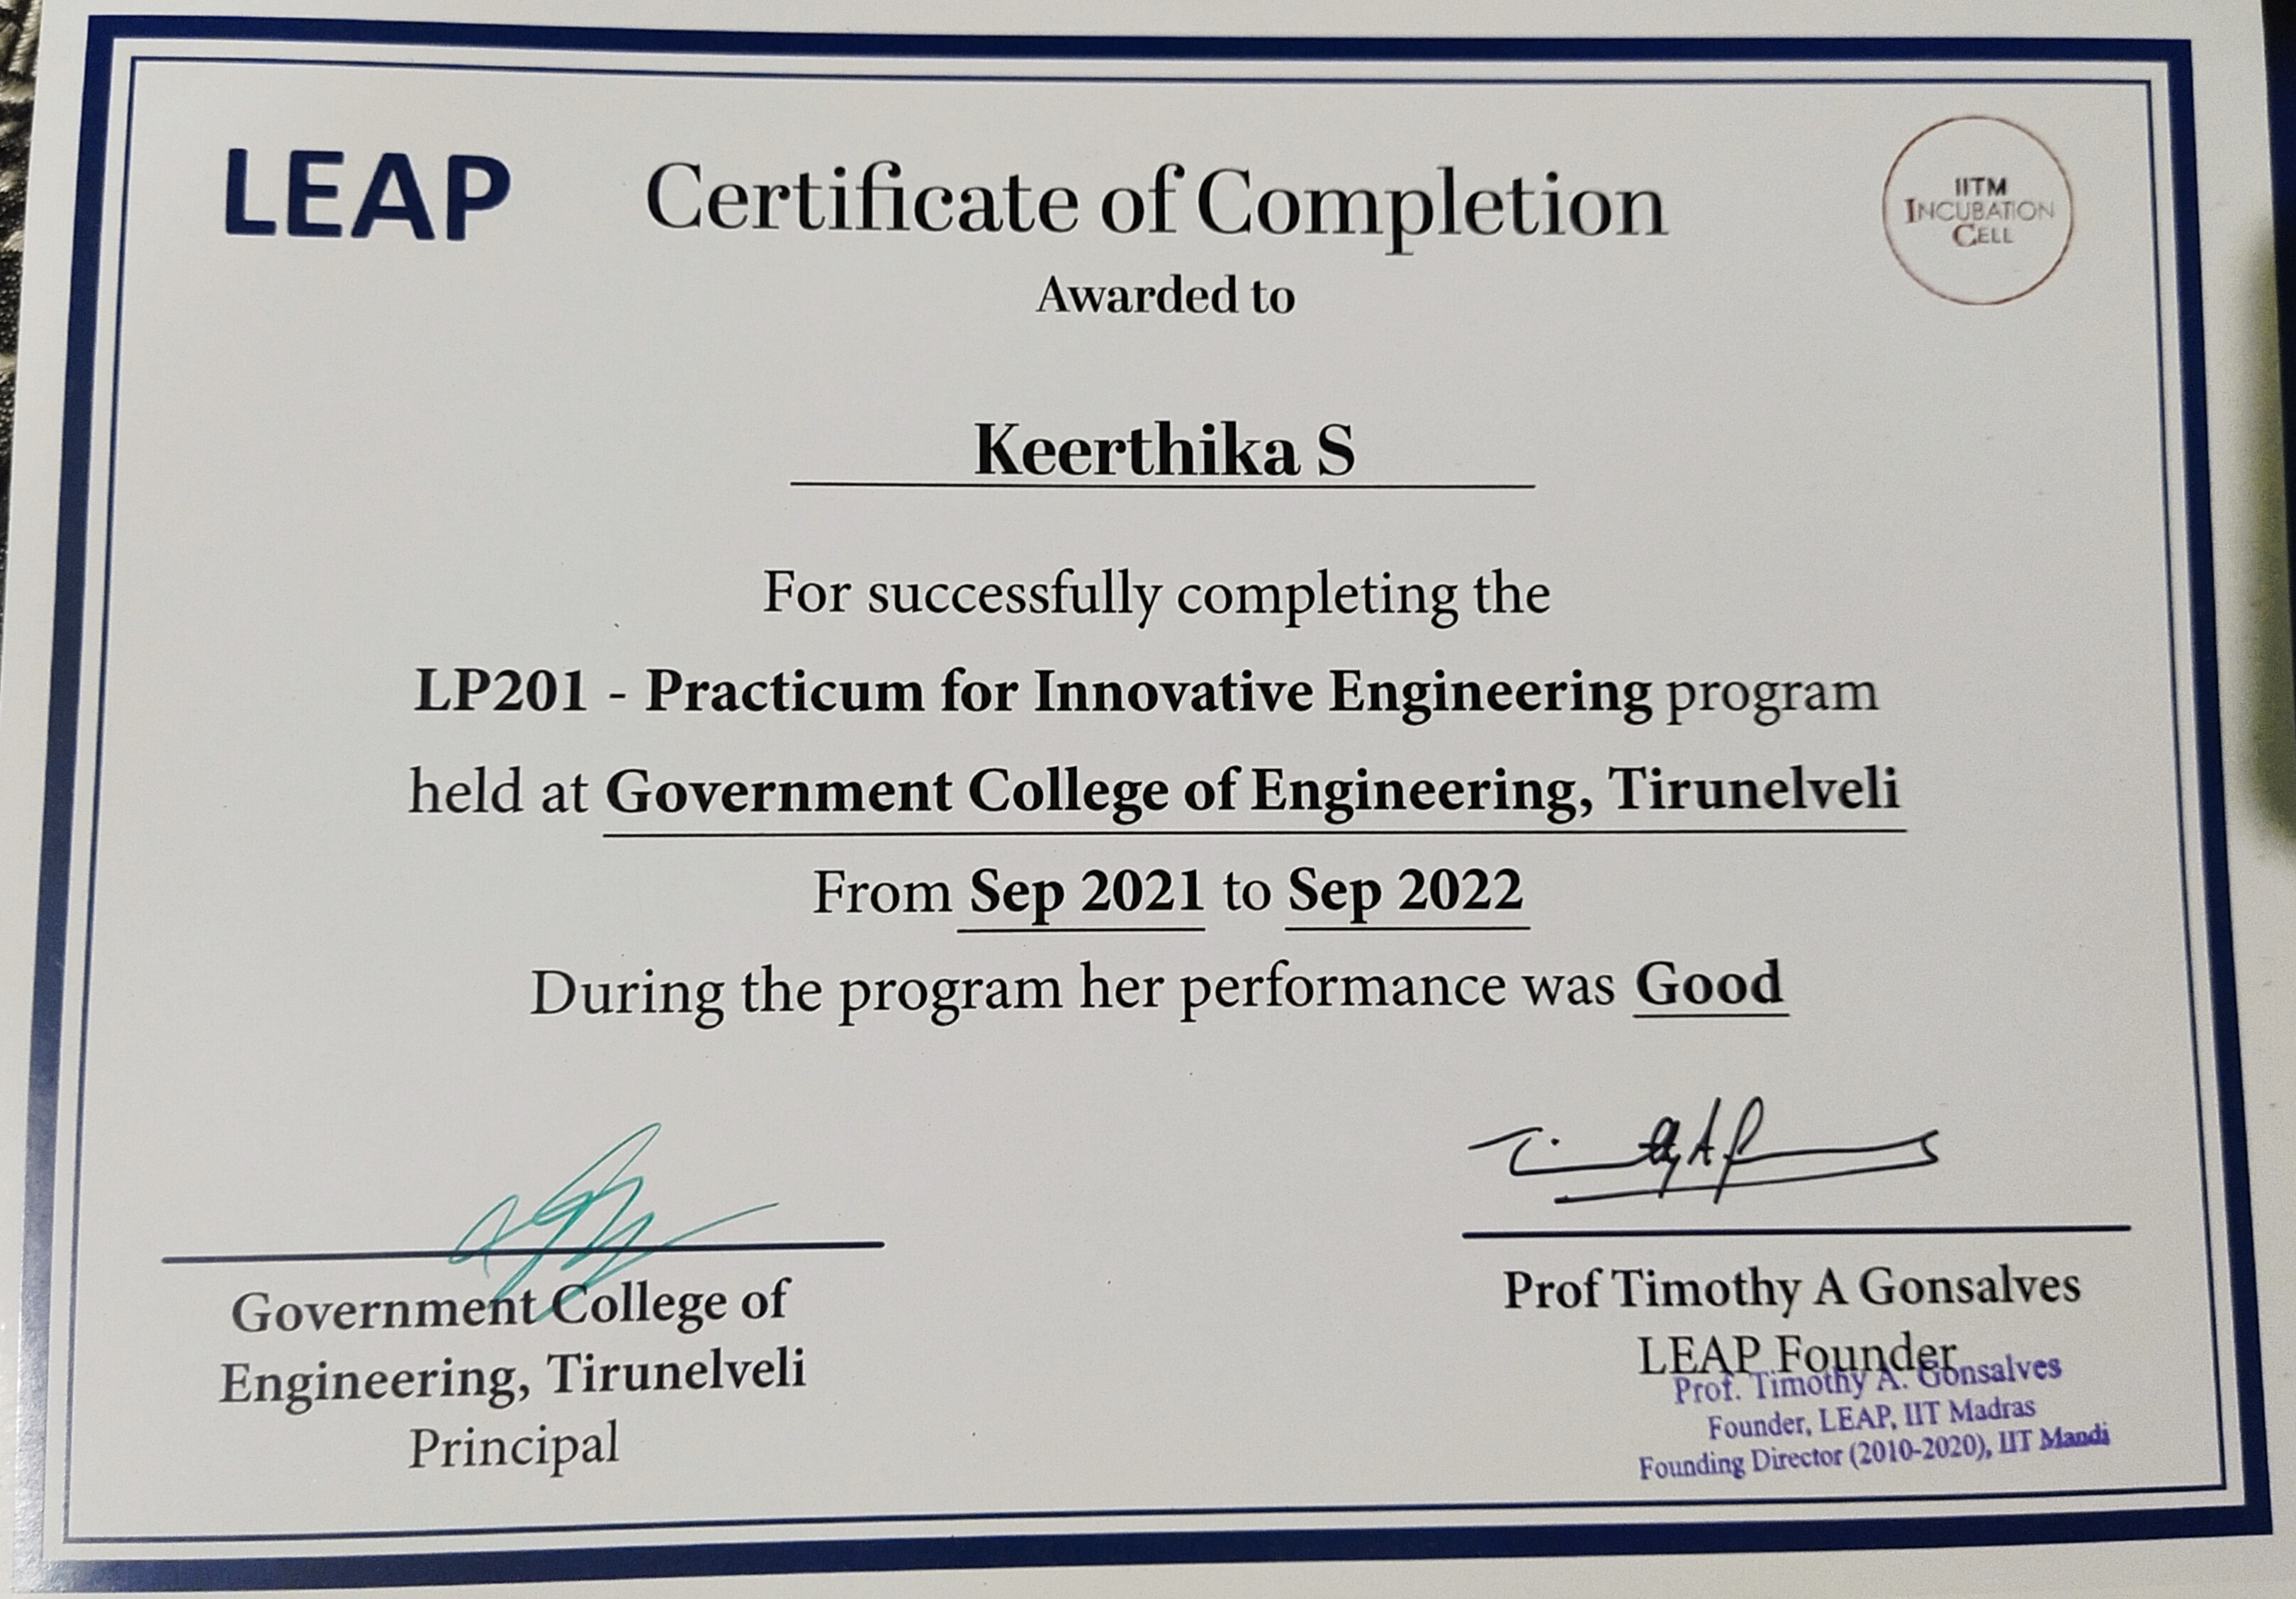 LEAP
Certificate of Completion
IITM
INCUBATION
CELL
Awarded to
Keerthika S
For successfully completing the
LP201 - Practicum for Innovative Engineering program
held at Government College of Engineering, Tirunelveli
From Sep 2021 to Sep 2022
During the program her performance was Good
Government College of
Engineering, Tirunelveli
Principal
Prof Timothy A Gonsalves
LEAP Founder
Prof. Timothy A. Gonsalves
Founder, LEAP, IIT Madras
Founding Director (2010-2020), IIT Mandi